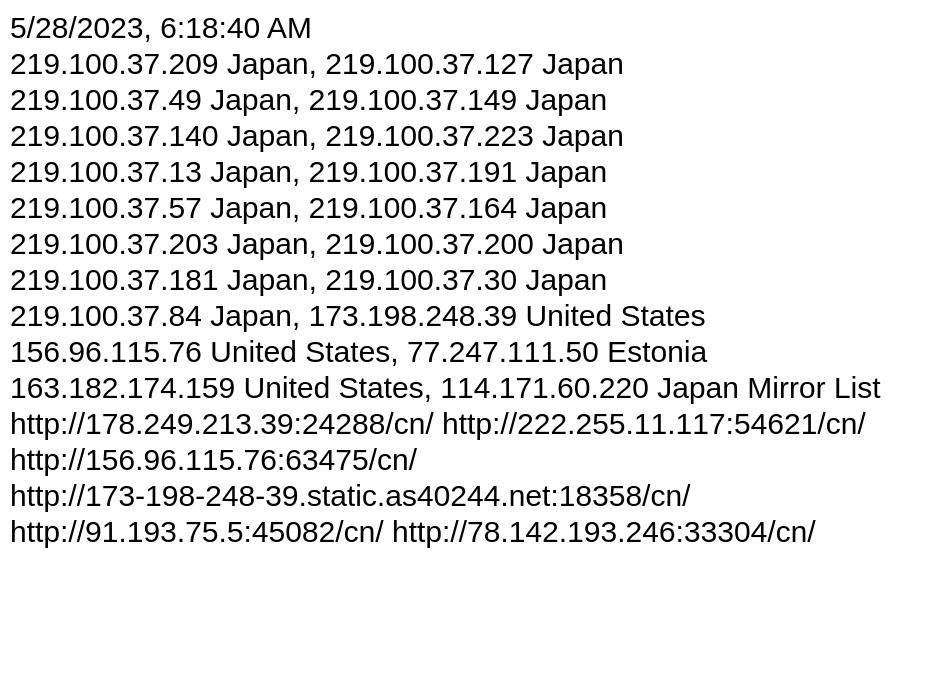 5/28/2023, 6:18:40 AM
219.100.37.209 Japan, 219.100.37.127 Japan
219.100.37.49 Japan, 219.100.37.149 Japan
219.100.37.140 Japan, 219.100.37.223 Japan
219.100.37.13 Japan, 219.100.37.191 Japan
219.100.37.57 Japan, 219.100.37.164 Japan
219.100.37.203 Japan, 219.100.37.200 Japan
219.100.37.181 Japan, 219.100.37.30 Japan
219.100.37.84 Japan, 173.198.248.39 United States
156.96.115.76 United States, 77.247.111.50 Estonia
163.182.174.159 United States, 114.171.60.220 Japan Mirror List
http://178.249.213.39:24288/cn/ http://222.255.11.117:54621/cn/
http://156.96.115.76:63475/cn/
http://173-198-248-39.static.as40244.net:18358/cn/
http://91.193.75.5:45082/cn/ http://78.142.193.246:33304/cn/